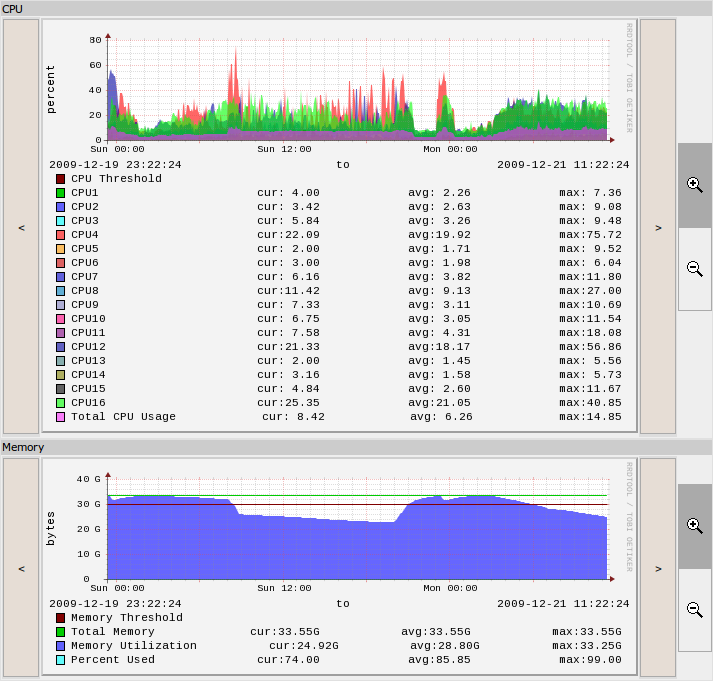 CPU
RRDTOOL / TOBI OETIKER
percent
80
60
40
20
0
Sun 00:00 Sun 12:00 Mon 00:00
2009-12-19 23:22:24 to 2009-12-21 11:22:24
CPU Threshold
CPU1 cur: 4.00 avg: 2.26 max: 7.36
CPU2 cur: 3.42 avg: 2.63 max: 9.08
CPU3 cur: 5.84 avg: 3.26 max: 9.48
CPU4 cur:22.09 avg:19.92 max:75.72
CPU5 cur: 2.00 avg: 1.71 max: 9.52
CPU6 cur: 3.00 avg: 1.98 max: 6.04
CPU7 cur: 6.16 avg: 3.82 max:11.80
CPU8 cur:11.42 avg: 9.13 max:27.00
CPU9 cur: 7.33 avg: 3.11 max:10.69
CPU10 cur: 6.75 avg: 3.05 max:11.54
CPU11 cur: 7.58 avg: 4.31 max:18.08
CPU12 cur:21.33 avg:18.17 max:56.86
CPU13 cur: 2.00 avg: 1.45 max: 5.56
CPU14 cur: 3.16 avg: 1.58 max: 5.73
CPU15 cur: 4.84 avg: 2.60 max:11.67
CPU16 cur:25.35 avg:21.05 max:40.85
Total CPU Usage cur: 8.42 avg: 6.26 max:14.85
<
>
Memory
RRDTOOL / TOBI OETIKER
bytes
40 G
30 G
20 G
10 G
0
Sun 00:00 Sun 12:00 Mon 00:00
2009-12-19 23:22:24 to 2009-12-21 11:22:24
Memory Threshold
Total Memory cur:33.55G avg:33.55G max:33.55G
Memory Utilization cur:24.92G avg:28.80G max:33.25G
Percent Used cur:74.00 avg:85.85 max:99.00
<
>